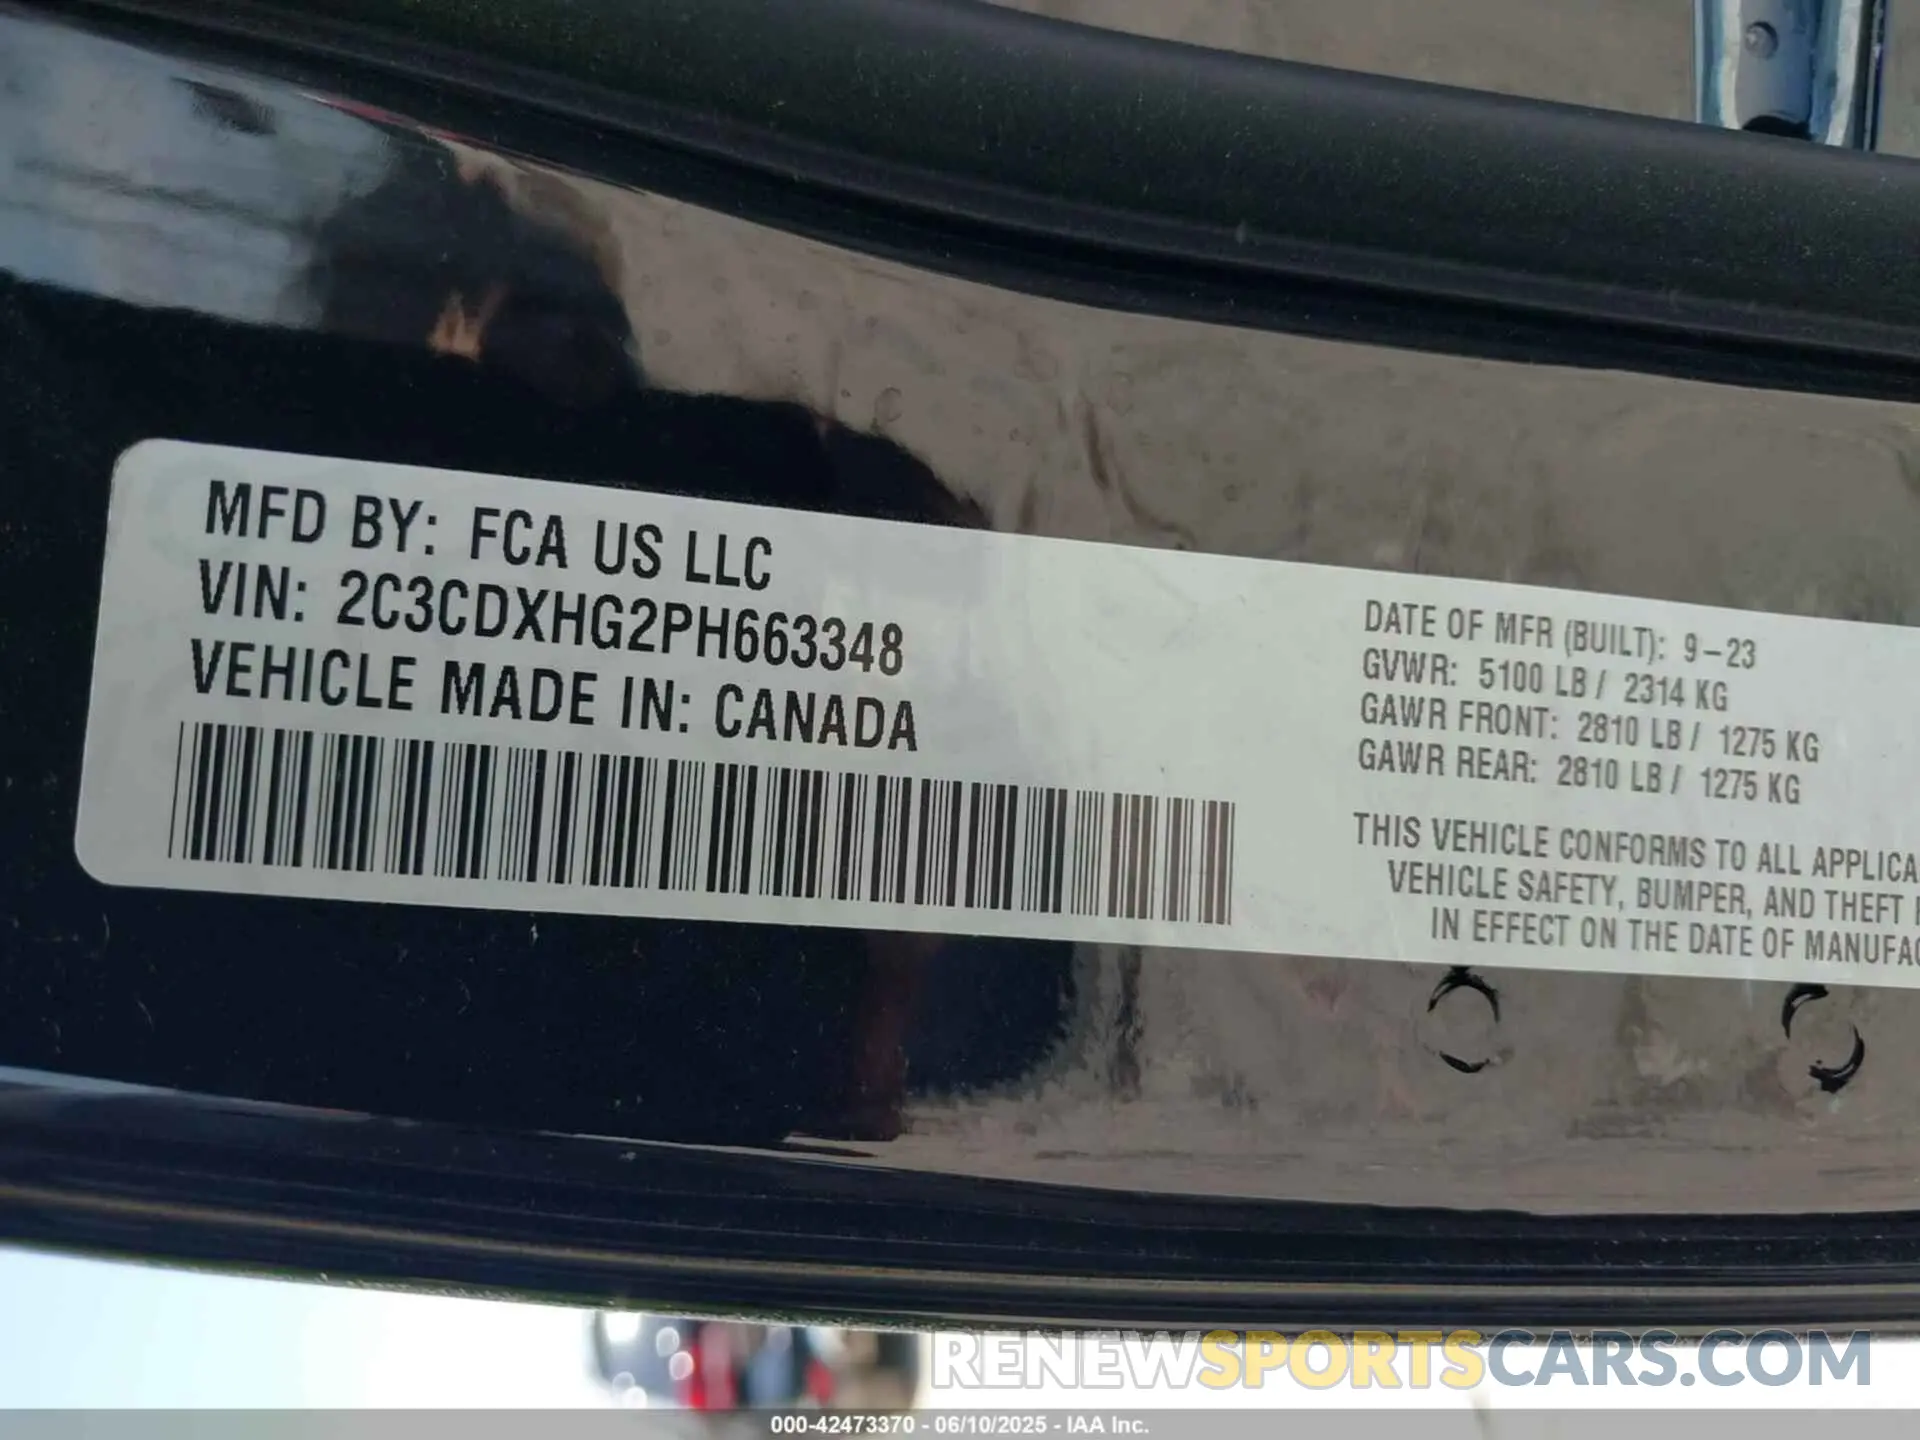 MFD BY: FCA US LLC
VIN: 2C3CDXHG2PH663348
VEHICLE MADE IN: CANADA
DATE OF MFR (BUILT): 9-23
GVWR: 5100 LB / 2314 KG
GAWR FRONT: 2810 LB / 1275 KG
GAWR REAR: 2810 LB / 1275 KG
THIS VEHICLE CONFORMS TO ALL APPLICA
VEHICLE SAFETY, BUMPER, AND THEFT
IN EFFECT ON THE DATE OF MANUFAC
RENEWSPORTSCARS.COM
000-42473370 - 06/10/2025 - IAA Inc.